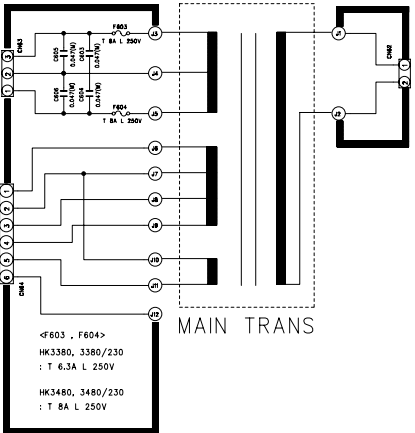 F603
T 8A L 250V
J3
J1
CN63
3
C605
0.047(M)
C603
0.047(M)
CN62
1
2
J4
2
C606
0.047(M)
C604
0.047(M)
F604
1
T 8A L 250V
J5
J2
J6
J7
1
2
J8
3
J9
4
J10
5
6
J11
CN64
J12
MAIN TRANS
<F603 , F604>
HK3380, 3380/230
: T 6.3A L 250V
HK3480, 3480/230
: T 8A L 250V